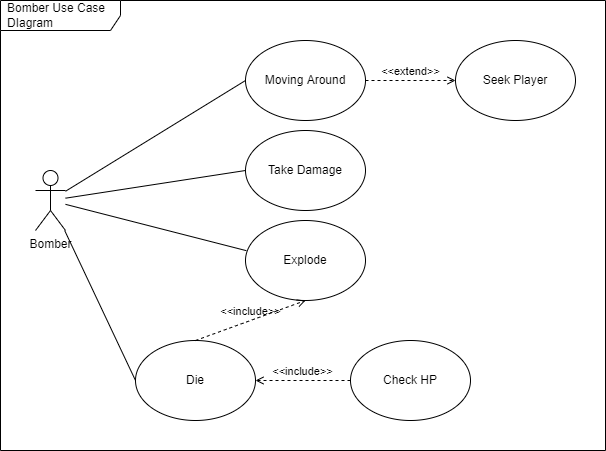 Bomber Use Case
DIagram
Moving Around
<<extend>>
Seek Player
Take Damage
Bomber
Explode
<<include>>
Die
<<include>>
Check HP